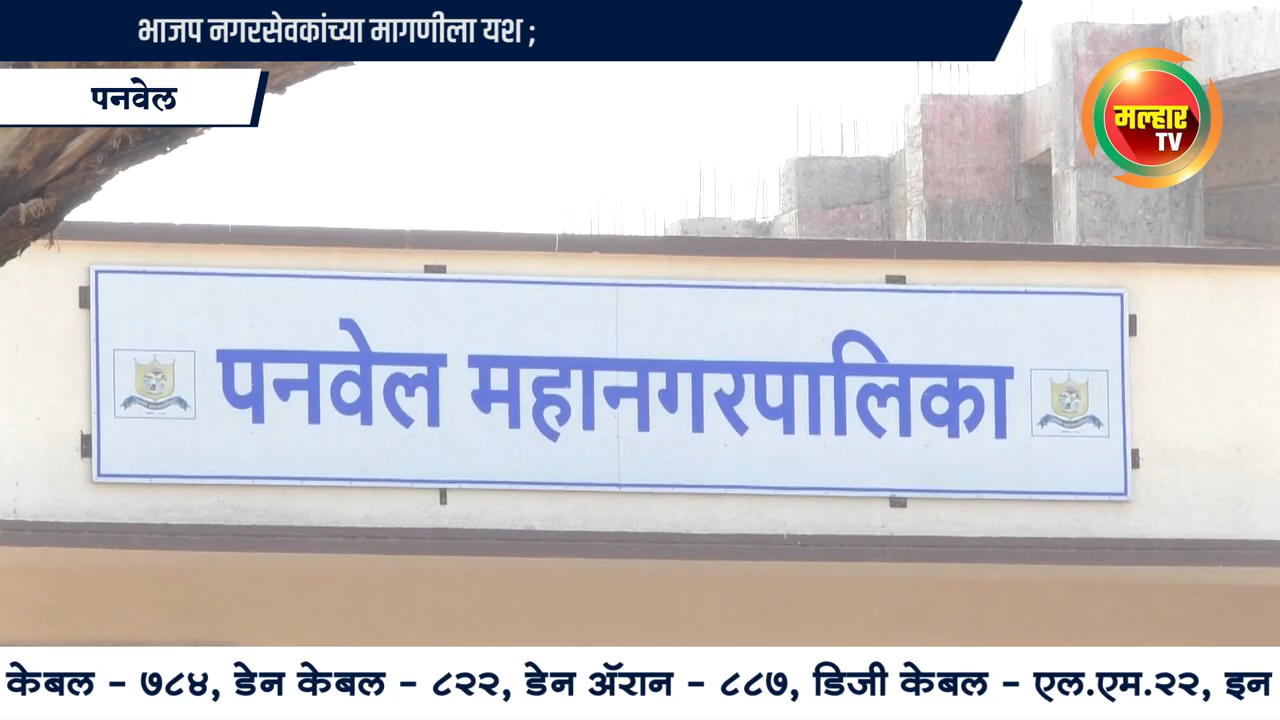 भाजप नगरसेवकांच्या मागणीला यश ;
पनवेल
मल्हार
TV
पनवेल महानगरपालिका
केबल - ७८४, डेन केबल - ८२२, डेन ॲरान - ८८७, डिजी केबल - एल.एम.२२, इन